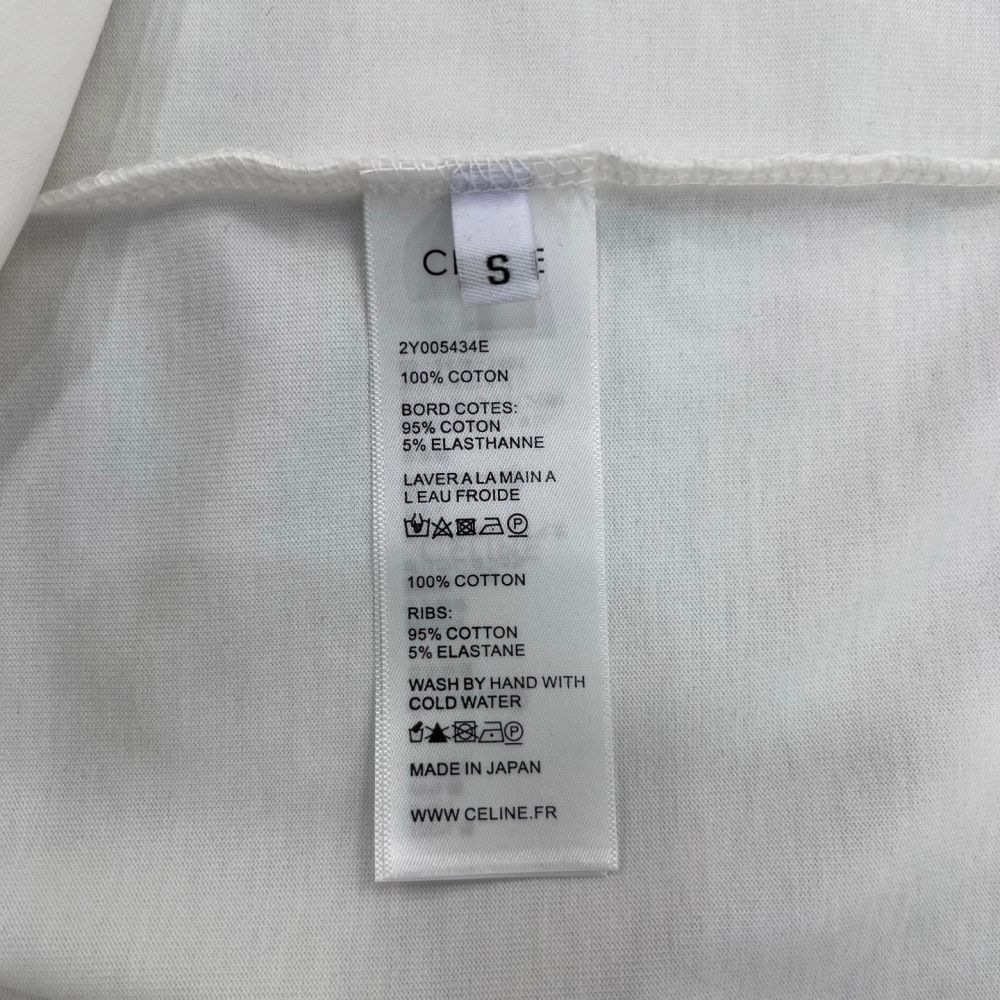 S
2Y005434E
100% COTON
BORD COTES:
95% COTON
5% ELASTHANNE
LAVER A LA MAIN A
L EAU FROIDE
P
100% COTTON
RIBS:
95% COTTON
5% ELASTANE
WASH BY HAND WITH
COLD WATER
P
MADE IN JAPAN
WWW CELINE.FR